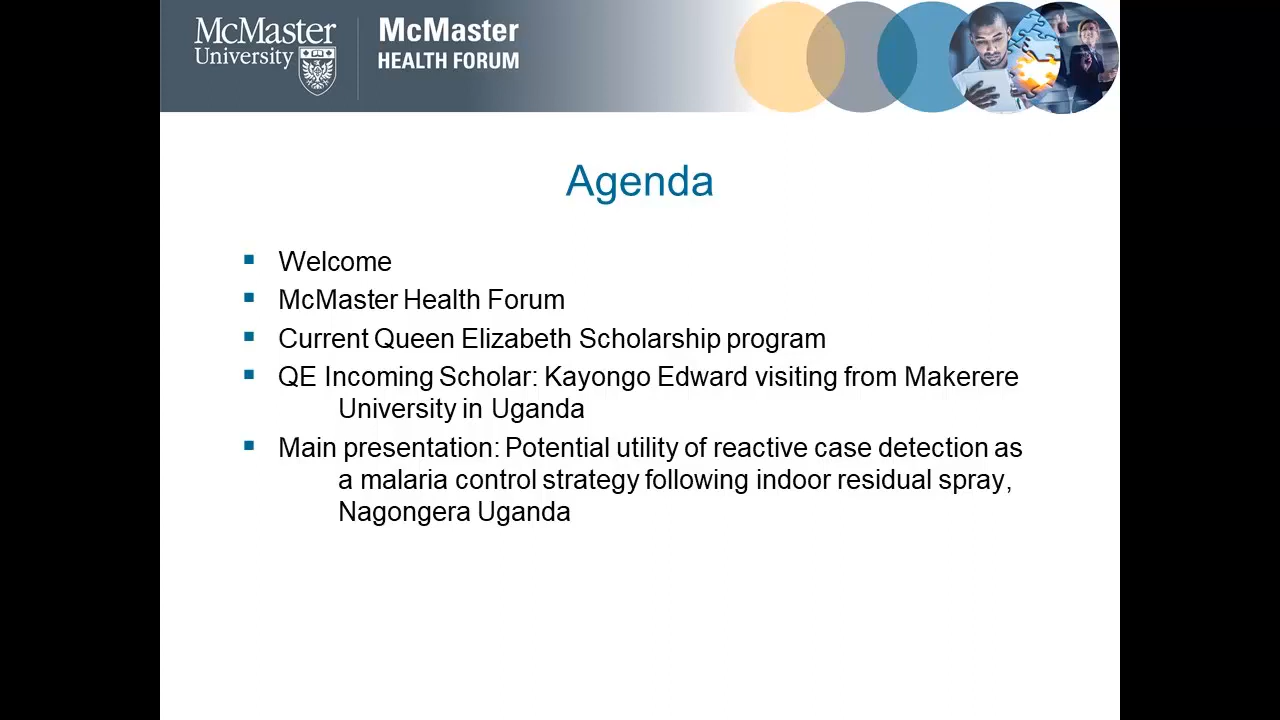 McMaster
University
McMaster
HEALTH FORUM
Agenda
Welcome
McMaster Health Forum
Current Queen Elizabeth Scholarship program
QE Incoming Scholar: Kayongo Edward visiting from Makerere
University in Uganda
Main presentation: Potential utility of reactive case detection as
a malaria control strategy following indoor residual spray,
Nagongera Uganda